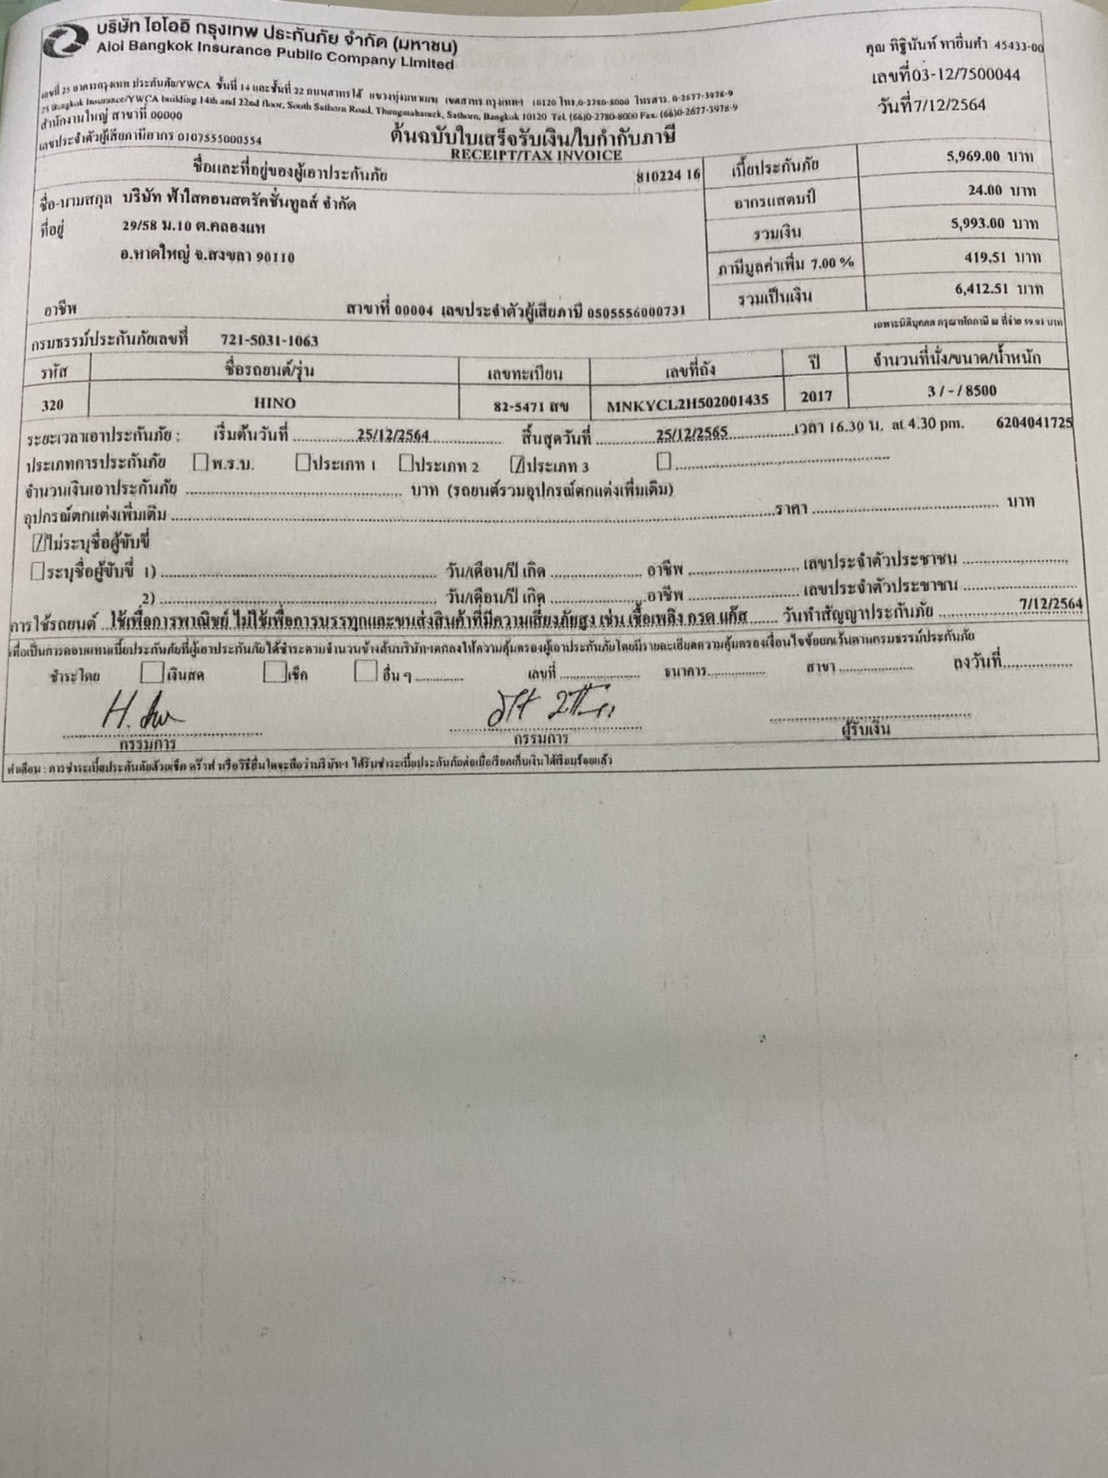 บริษัท ไอโออิ กรุงเทพ ประกันภัย จำกัด (มหาชน)
Aioi Bangkok Insurance Public Company Limited
คุณ ทิฐินันท์ ทาอินคำ 45433-00
เลขที่03-12/7500044
วันที่7/12/2564
เลขที่ 25 อาคารกรุงเทพ ประกันภัย/YWCA ชั้นที่ 14 และชั้นที่ 22 ถนนสาทรใต้ แขวงทุ่งมหาเมฆ เขตสาทร กรุงเทพฯ 10120 โทร.0-2780-8000 โทรสาร. 0-2677-3978-9
25 Bangkok Insurance/YWCA building 14th and 22nd floor, South Sathorn Road, Thungmahamek, Sathorn, Bangkok 10120 Tel. (66)0-2780-8000 Fax. (66)0-2677-3978-9
สำนักงานใหญ่ สาขาที่ 00000
เลขประจำตัวผู้เสียภาษีอากร 0107555000554
ต้นฉบับใบเสร็จรับเงิน/ใบกำกับภาษี
RECEIPT/TAX INVOICE
ชื่อและที่อยู่ของผู้เอาประกันภัย 810224 16
เบี้ยประกันภัย 5,969.00 บาท
ชื่อ-นามสกุล บริษัท ฟ้าใสคอนสตรัคชั่นทูลส์ จำกัด
อากรแสตมป์ 24.00 บาท
ที่อยู่ 29/58 ม.10 ต.คลองแห
รวมเงิน 5,993.00 บาท
อ.หาดใหญ่ จ.สงขลา 90110
ภาษีมูลค่าเพิ่ม 7.00 % 419.51 บาท
รวมเป็นเงิน 6,412.51 บาท
อาชีพ สาขาที่ 00004 เลขประจำตัวผู้เสียภาษี 0505556000731
เฉพาะนิติบุคคล กรุณาหักภาษี ณ ที่จ่าย 59.93 บาท
กรมธรรม์ประกันภัยเลขที่ 721-5031-1063
รหัส ชื่อรถยนต์/รุ่น เลขทะเบียน เลขที่ถัง ปี จำนวนที่นั่ง/ขนาด/น้ำหนัก
320 HINO 82-5471 สข MNKYCL2H502001435 2017 3 / - / 8500
ระยะเวลาเอาประกันภัย : เริ่มต้นวันที่ 25/12/2564 สิ้นสุดวันที่ 25/12/2565 เวลา 16.30 น. at 4.30 pm. 6204041725
ประเภทการประกันภัย พ.ร.บ. ประเภท 1 ประเภท 2 / ประเภท 3
จำนวนเงินเอาประกันภัย บาท (รถยนต์รวมอุปกรณ์ตกแต่งเพิ่มเติม)
อุปกรณ์ตกแต่งเพิ่มเติม ราคา บาท
/ ไม่ระบุชื่อผู้ขับขี่
ระบุชื่อผู้ขับขี่ 1) วัน/เดือน/ปี เกิด อาชีพ เลขประจำตัวประชาชน
2) วัน/เดือน/ปี เกิด อาชีพ เลขประจำตัวประชาชน
การใช้รถยนต์ ใช้เพื่อการพาณิชย์ ไม่ใช้เพื่อการบรรทุกและขนส่งสินค้าที่มีความเสี่ยงภัยสูง เช่น เชื้อเพลิง กรด แก๊ส วันทำสัญญาประกันภัย 7/12/2564
เพื่อเป็นการตอบแทนเบี้ยประกันภัยที่ผู้เอาประกันภัยได้ชำระตามจำนวนข้างต้นบริษัทฯตกลงให้ความคุ้มครองผู้เอาประกันภัยโดยมีรายละเอียดความคุ้มครองเงื่อนไขข้อยกเว้นตามกรมธรรม์ประกันภัย
ชำระโดย เงินสด เช็ค อื่น ๆ เลขที่ ธนาคาร สาขา ลงวันที่
กรรมการ กรรมการ ผู้รับเงิน
คำเตือน : การชำระเบี้ยประกันภัยด้วยเช็ค ดร๊าฟ หรือวิธีอื่นใดจะถือว่าบริษัทฯ ได้รับชำระเบี้ยประกันภัยต่อเมื่อเรียกเก็บเงินได้เรียบร้อยแล้ว